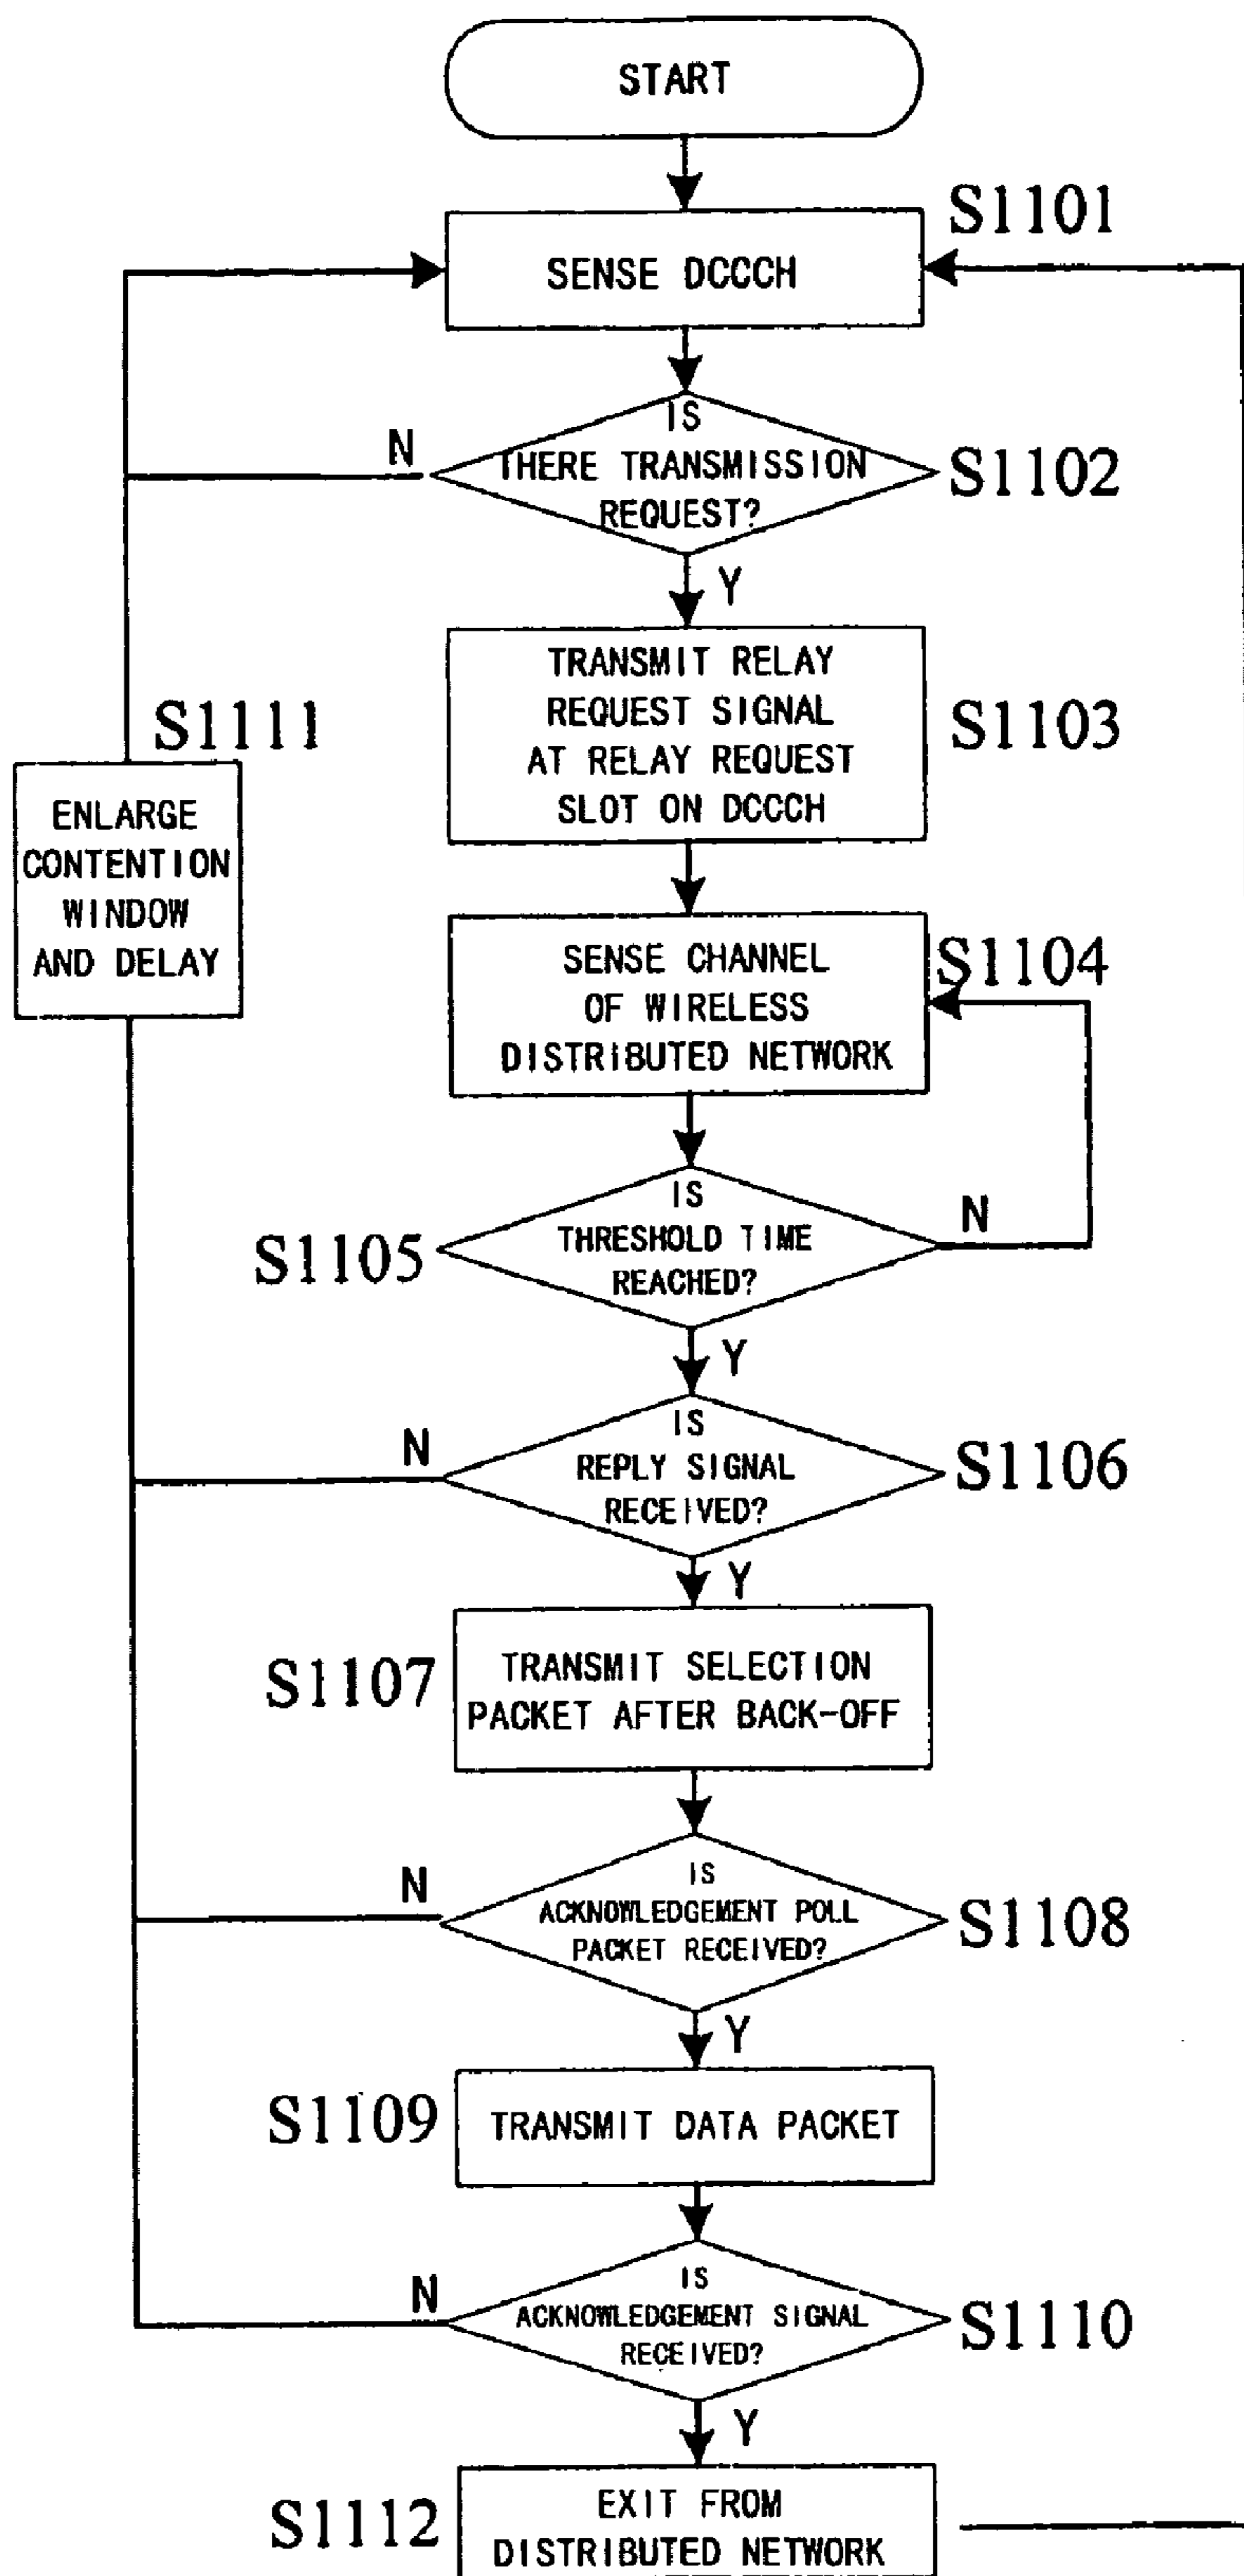 START
S1101
SENSE DCCCH
IS
THERE TRANSMISSION
REQUEST?
N
S1102
Y
TRANSMIT RELAY
REQUEST SIGNAL
AT RELAY REQUEST
SLOT ON DCCCH
S1103
S1111
ENLARGE
CONTENTION
WINDOW
AND DELAY
SENSE CHANNEL
OF WIRELESS
DISTRIBUTED NETWORK
S1104
IS
THRESHOLD TIME
REACHED?
N
S1105
Y
IS
REPLY SIGNAL
RECEIVED?
N
S1106
Y
S1107
TRANSMIT SELECTION
PACKET AFTER BACK-OFF
IS
ACKNOWLEDGEMENT POLL
PACKET RECEIVED?
N
S1108
Y
S1109
TRANSMIT DATA PACKET
IS
ACKNOWLEDGEMENT SIGNAL
RECEIVED?
N
S1110
Y
S1112
EXIT FROM
DISTRIBUTED NETWORK